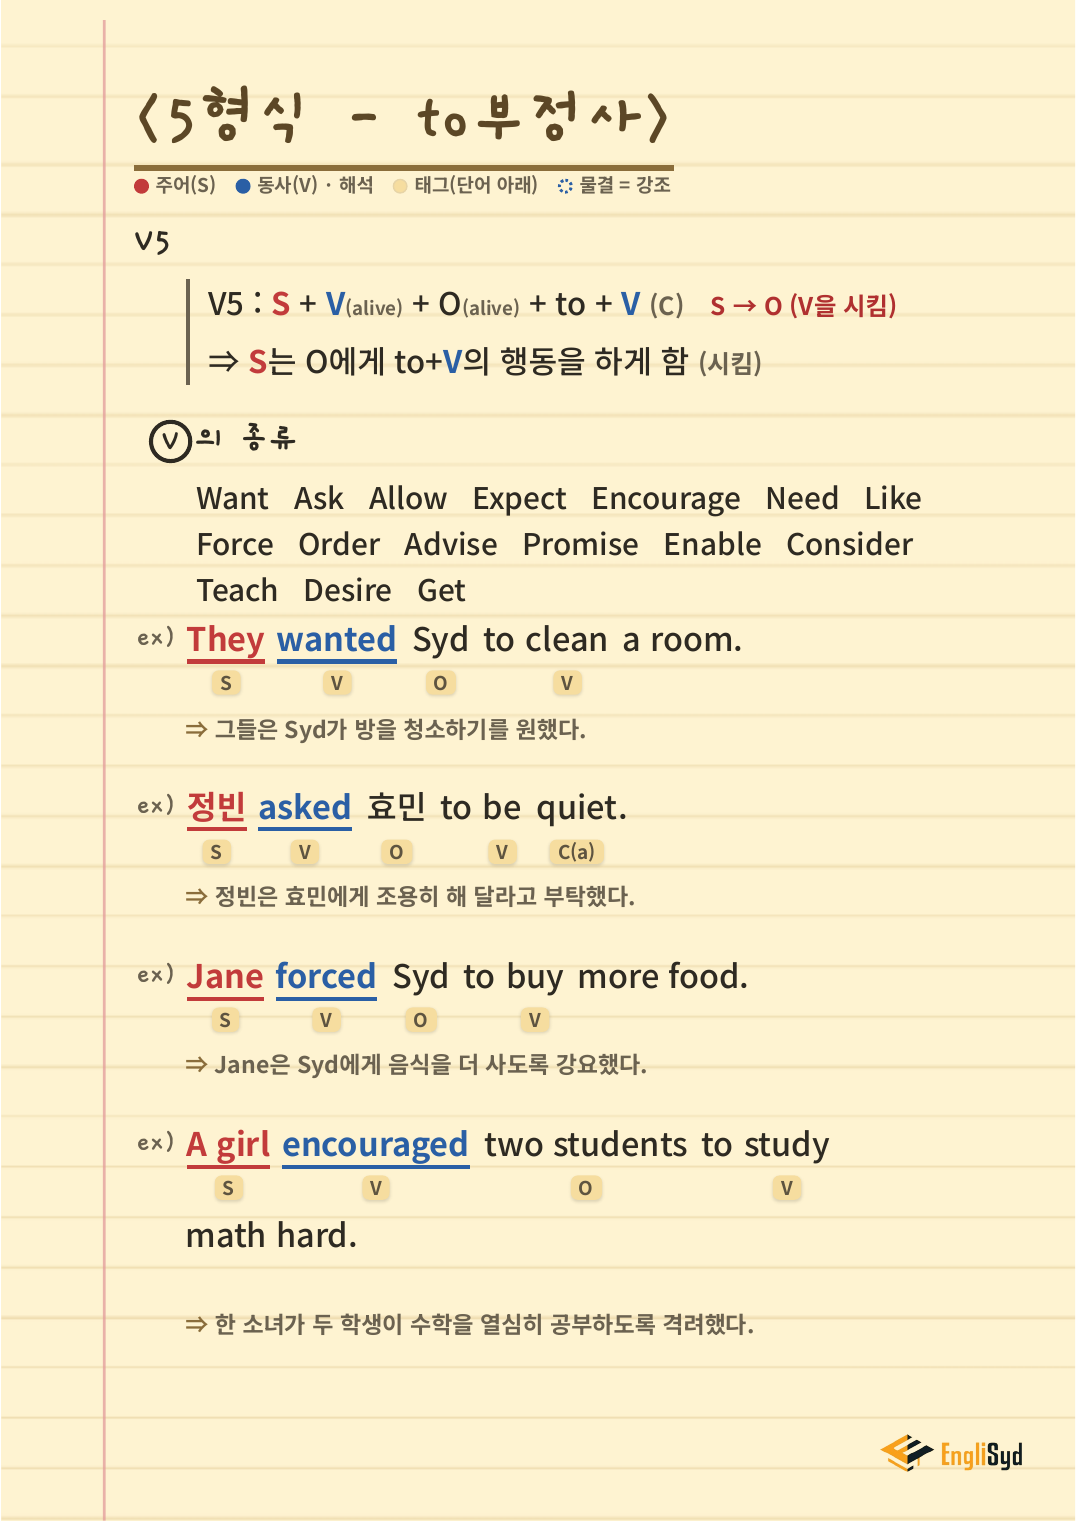 <5형식 - to부정사>
주어(S) 동사(V) · 해석 태그(단어 아래) 물결 = 강조
V5
V5 : S + V(alive) + O(alive) + to + V (C) S → O (V을 시킴)
⇒ S는 O에게 to+V의 행동을 하게 함 (시킴)
V의 종류
Want Ask Allow Expect Encourage Need Like
Force Order Advise Promise Enable Consider
Teach Desire Get
ex) They wanted Syd to clean a room.
S V O V
⇒ 그들은 Syd가 방을 청소하기를 원했다.
ex) 정빈 asked 효민 to be quiet.
S V O V C(a)
⇒ 정빈은 효민에게 조용히 해 달라고 부탁했다.
ex) Jane forced Syd to buy more food.
S V O V
⇒ Jane은 Syd에게 음식을 더 사도록 강요했다.
ex) A girl encouraged two students to study
S V O V
math hard.
⇒ 한 소녀가 두 학생이 수학을 열심히 공부하도록 격려했다.
EngliSyd